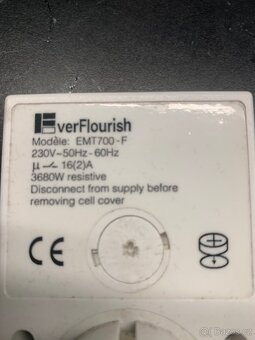 EverFlourish
Modèle: EMT700-F
230V~50Hz-60Hz
µ 16(2)A
3680W resistive
Disconnect from supply before
removing cell cover
CE